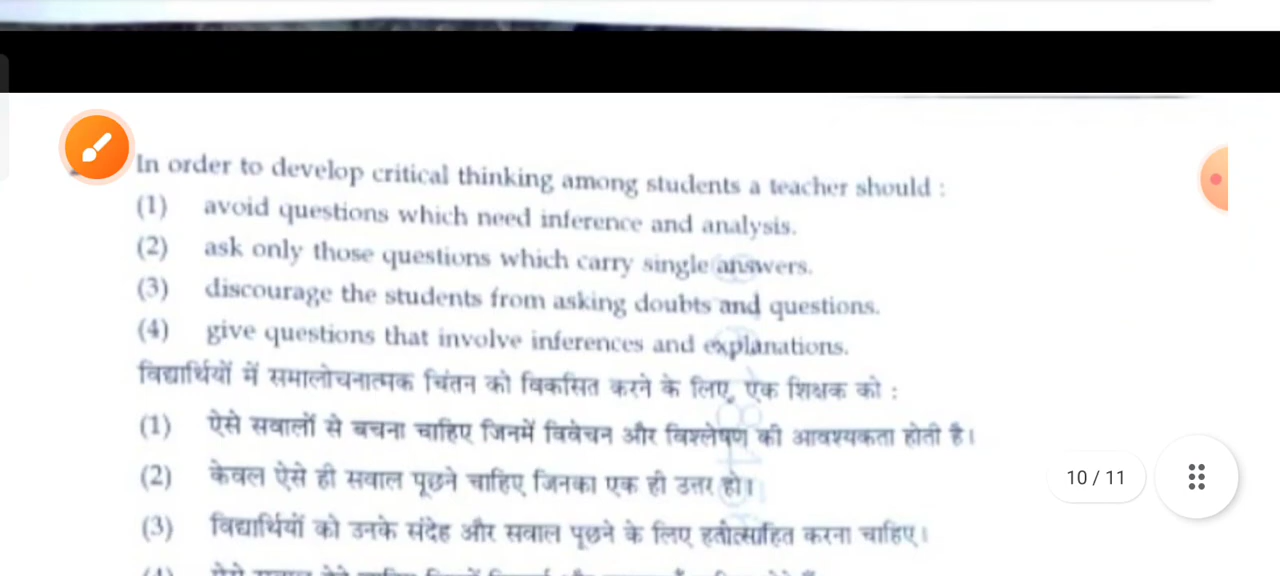 In order to develop critical thinking among students a teacher should :
(1) avoid questions which need inference and analysis.
(2) ask only those questions which carry single answers.
(3) discourage the students from asking doubts and questions.
(4) give questions that involve inferences and explanations.
विद्यार्थियों में समालोचनात्मक चिंतन को विकसित करने के लिए, एक शिक्षक को :
(1) ऐसे सवालों से बचना चाहिए जिनमें विवेचन और विश्लेषण की आवश्यकता होती है।
(2) केवल ऐसे ही सवाल पूछने चाहिए जिनका एक ही उत्तर हो।
10 / 11
(3) विद्यार्थियों को उनके संदेह और सवाल पूछने के लिए हतोत्साहित करना चाहिए।